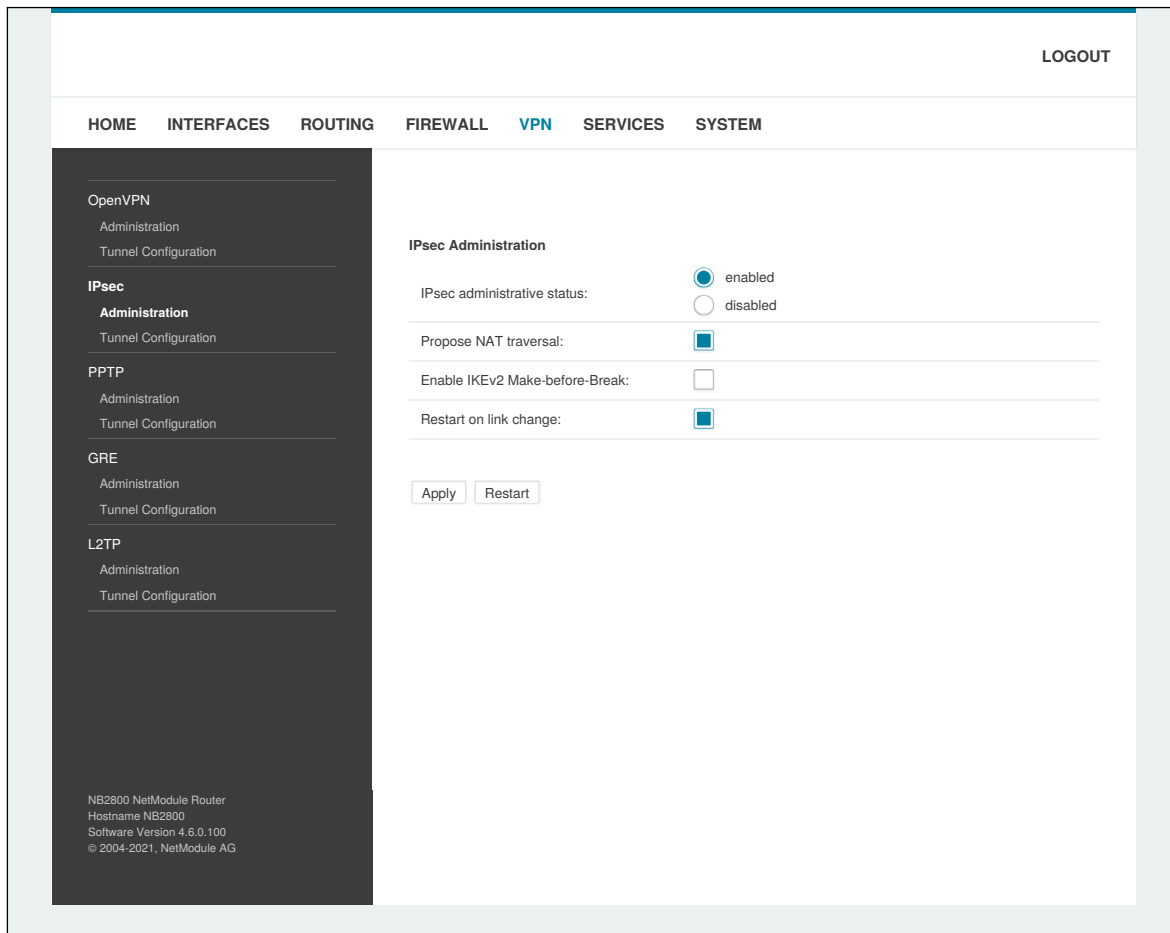 LOGOUT
HOME INTERFACES ROUTING FIREWALL VPN SERVICES SYSTEM
OpenVPN
Administration
Tunnel Configuration
IPsec
Administration
Tunnel Configuration
PPTP
Administration
Tunnel Configuration
GRE
Administration
Tunnel Configuration
L2TP
Administration
Tunnel Configuration
NB2800 NetModule Router
Hostname NB2800
Software Version 4.6.0.100
© 2004-2021, NetModule AG
IPsec Administration
IPsec administrative status:
enabled
disabled
Propose NAT traversal:
Enable IKEv2 Make-before-Break:
Restart on link change:
Apply Restart